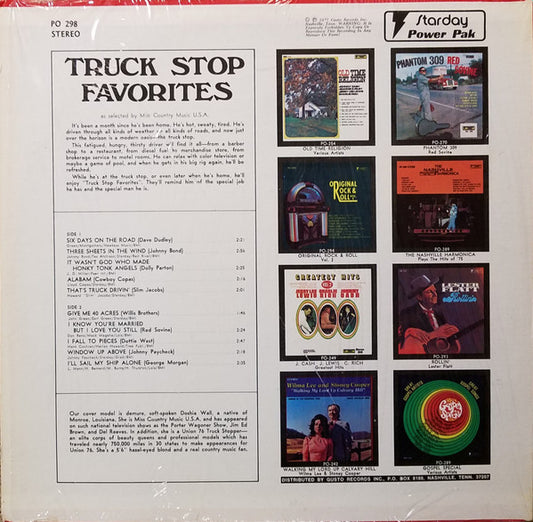 PO 298
STEREO
TRUCK STOP
FAVORITES
as selected by Miss Country Music U.S.A.
It's been a month since he's been home. He's hot, sweaty, tired. He's
driven through all kinds of weather on all kinds of roads, and now just
over the horizon is a modern oasis-the truck stop.
This fatigued, hungry, thirsty driver will find it all—from a barber
shop to a restaurant, from diesel fuel to merchandise store, from
brokerage service to motel rooms. He can relax with color television or
maybe a game of pool, and when he gets in his big rig again, he'll be
refreshed.
While he's at the truck stop, or even later when he's home, he'll
enjoy "Truck Stop Favorites". They'll remind him of the special job
he has and the special man he is.
SIDE 1
SIX DAYS ON THE ROAD (Dave Dudley) 2:21
THREE SHEETS IN THE WIND (Johnny Bond)
IT WASN'T GOD WHO MADE
HONKY TONK ANGELS (Dolly Parton)
ALABAM (Cowboy Copas)
THAT'S TRUCK DRIVIN' (Slim Jacobs)
SIDE 2
GIVE ME 40 ACRES (Willis Brothers)
I KNOW YOU'RE MARRIED
BUT I LOVE YOU STILL (Red Sovine)
I FALL TO PIECES (Dottie West)
WINDOW UP ABOVE (Johnny Paycheck)
I'LL SAIL MY SHIP ALONE (George Morgan)
Our cover model is demure, soft-spoken Doshia Wall, a native of
Monroe, Louisiana. She is Miss Country Music U.S.A. and has appeared
on such national television shows as the Porter Wagoner Show, Jim Ed
Brown, and Del Reeves. In addition, she is a Union 76 Truck Stopper—
an elite corps of beauty queens and professional models which has
traveled nearly 750,000 miles in 30 states to make appearances for
Union 76. She's a 5'6" hazel-eyed blond and a real country music fan.
Starday
Power Pak
OLD TIME
RELIGION
PO-204
OLD TIME RELIGION
Various Artists
PHANTOM 309 RED
SOVINE
PO-270
PHANTOM 309
Red Sovine
ORIGINAL
ROCK &
ROLL
PO-294
ORIGINAL ROCK & ROLL
Vol. 2
THE
NASHVILLE
HARMONICA
PO-289
THE NASHVILLE HARMONICA
Plays The Hits of '75
GREATEST HITS
PO-249
J. CASH, J. LEWIS, C. RICH
Greatest Hits
LESTER
FLATT
PO-293
ROLLIN'
Lester Flatt
Wilma Lee and Stoney Cooper
"Walking My Lord Up Calvary Hill"
PO-242
WALKING MY LORD UP CALVARY HILL
Wilma Lee & Stoney Cooper
PO-288
GOSPEL SPECIAL
Various Artists
DISTRIBUTED BY GUSTO RECORDS INC., P.O. BOX 8188, NASHVILLE, TENN. 37207